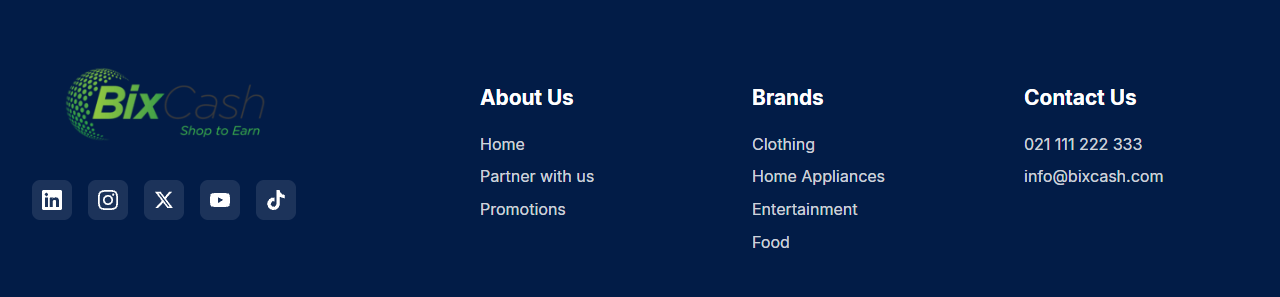 BixCash
Shop to Earn
About Us
Home
Partner with us
Promotions
Brands
Clothing
Home Appliances
Entertainment
Food
Contact Us
021 111 222 333
info@bixcash.com